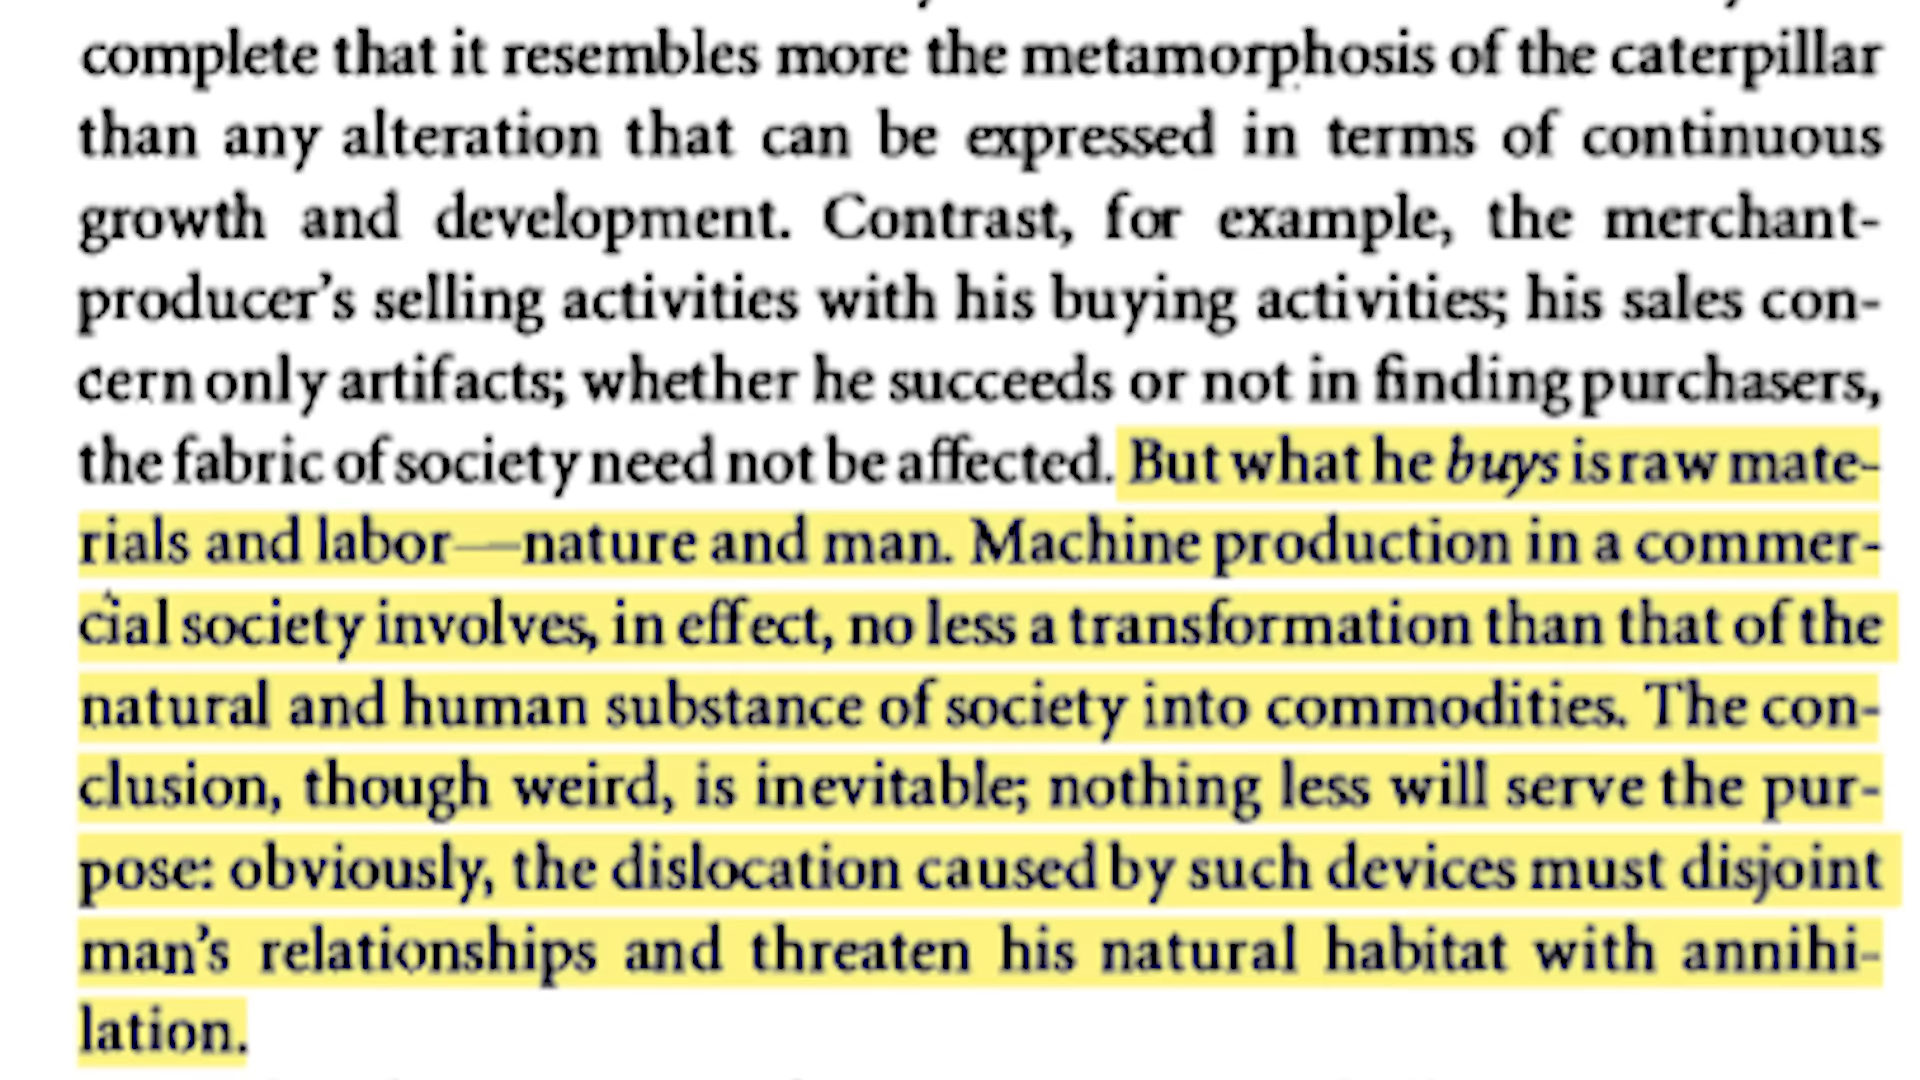 complete that it resembles more the metamorphosis of the caterpillar
than any alteration that can be expressed in terms of continuous
growth and development. Contrast, for example, the merchant-
producer’s selling activities with his buying activities; his sales con-
cern only artifacts; whether he succeeds or not in finding purchasers,
the fabric of society need not be affected. But what he buys is raw mate-
rials and labor—nature and man. Machine production in a commer-
cial society involves, in effect, no less a transformation than that of the
natural and human substance of society into commodities. The con-
clusion, though weird, is inevitable; nothing less will serve the pur-
pose: obviously, the dislocation caused by such devices must disjoint
man’s relationships and threaten his natural habitat with annihi-
lation.